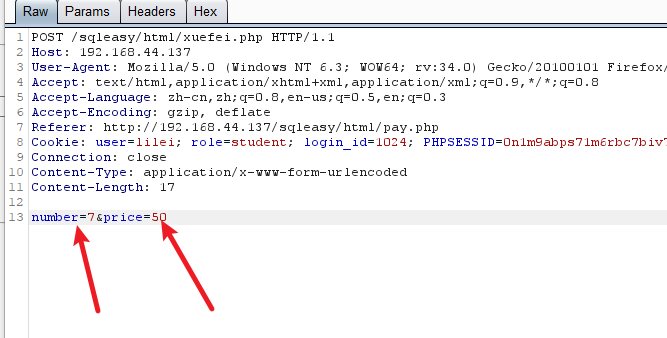 Raw Params Headers Hex
1 POST /sqleasy/html/xuefei.php HTTP/1.1
2 Host: 192.168.44.137
3 User-Agent: Mozilla/5.0 (Windows NT 6.3; WOW64; rv:34.0) Gecko/20100101 Firefox/
4 Accept: text/html,application/xhtml+xml,application/xml;q=0.9,*/*;q=0.8
5 Accept-Language: zh-cn,zh;q=0.8,en-us;q=0.5,en;q=0.3
6 Accept-Encoding: gzip, deflate
7 Referer: http://192.168.44.137/sqleasy/html/pay.php
8 Cookie: user=lilei; role=student; login_id=1024; PHPSESSID=0n1m9abps71m6rbc7biv7
9 Connection: close
10 Content-Type: application/x-www-form-urlencoded
11 Content-Length: 17
12
13 number=7&price=50